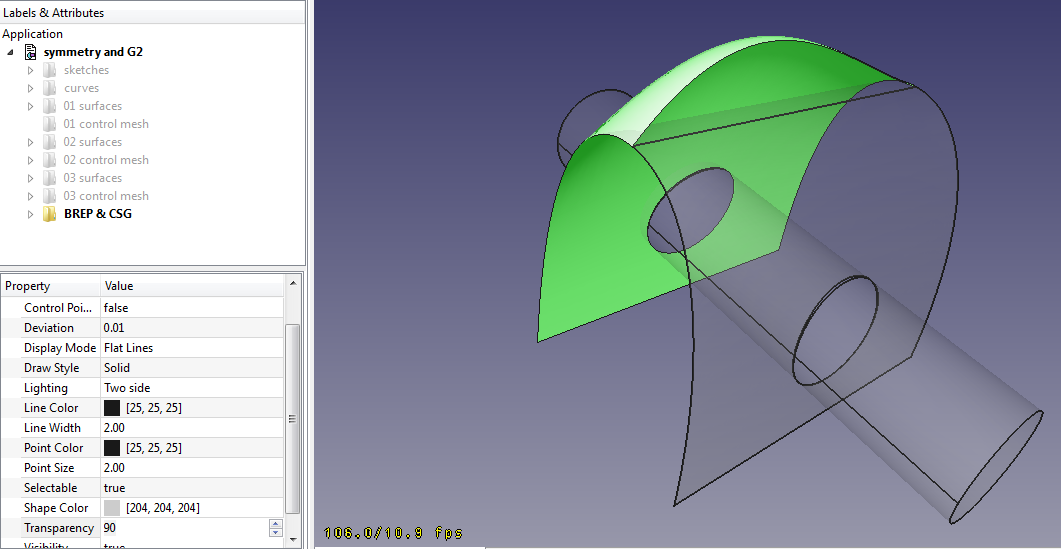 Labels & Attributes
Application
symmetry and G2
sketches
curves
01 surfaces
01 control mesh
02 surfaces
02 control mesh
03 surfaces
03 control mesh
BREP & CSG
Property Value
Control Poi... false
Deviation 0.01
Display Mode Flat Lines
Draw Style Solid
Lighting Two side
Line Color [25, 25, 25]
Line Width 2.00
Point Color [25, 25, 25]
Point Size 2.00
Selectable true
Shape Color [204, 204, 204]
Transparency 90
Visibility true
106.0/10.9 fps